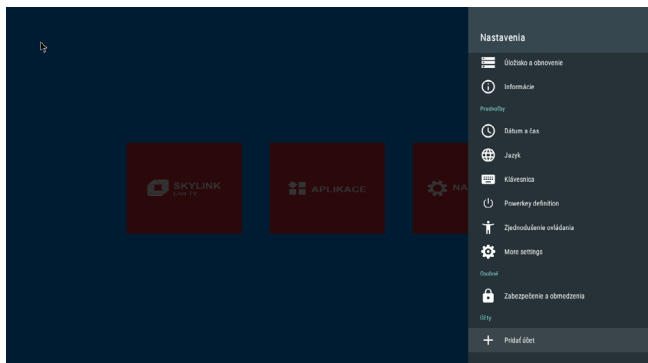 Nastavenia
Úložisko a obnovenie
Informácie
Predvoľby
Dátum a čas
Jazyk
Klávesnica
Powerkey definition
Zjednodušenie ovládania
More settings
Osobné
Zabezpečenie a obmedzenia
Účty
Pridať účet
SKYLINK
Live TV
APLIKACE
NA